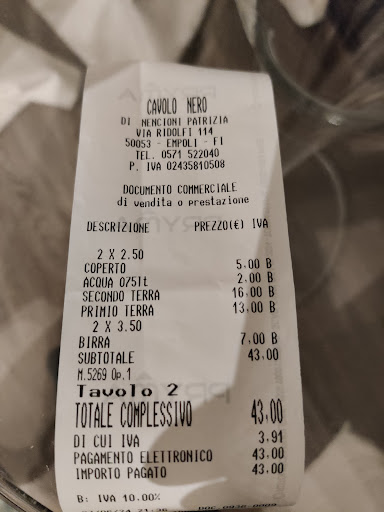 CAVOLO NERO
DI NENCIONI PATRIZIA
VIA RIDOLFI 114
50053 - EMPOLI - FI
TEL. 0571 522040
P. IVA 02435810508
DOCUMENTO COMMERCIALE
di vendita o prestazione
DESCRIZIONE PREZZO(€) IVA
2 X 2.50
COPERTO 5.00 B
ACQUA 075lt 2.00 B
SECONDO TERRA 16.00 B
PRIMIO TERRA 13.00 B
2 X 3.50
BIRRA 7.00 B
SUBTOTALE 43.00
M.5269 Op.1
Tavolo 2
TOTALE COMPLESSIVO 43,00
DI CUI IVA 3.91
PAGAMENTO ELETTRONICO 43.00
IMPORTO PAGATO 43.00
B: IVA 10.00%